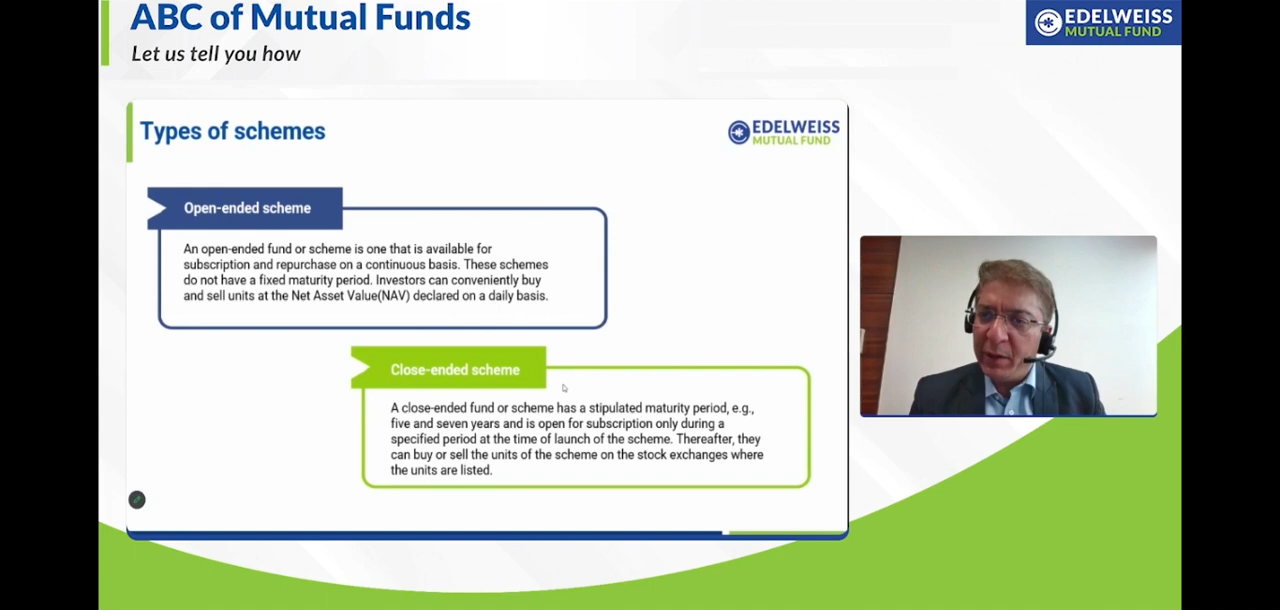 ABC of Mutual Funds
Let us tell you how
EDELWEISS
MUTUAL FUND
Types of schemes
EDELWEISS
MUTUAL FUND
Open-ended scheme
An open-ended fund or scheme is one that is available for
subscription and repurchase on a continuous basis. These schemes
do not have a fixed maturity period. Investors can conveniently buy
and sell units at the Net Asset Value(NAV) declared on a daily basis.
Close-ended scheme
A close-ended fund or scheme has a stipulated maturity period, e.g.,
five and seven years and is open for subscription only during a
specified period at the time of launch of the scheme. Thereafter, they
can buy or sell the units of the scheme on the stock exchanges where
the units are listed.